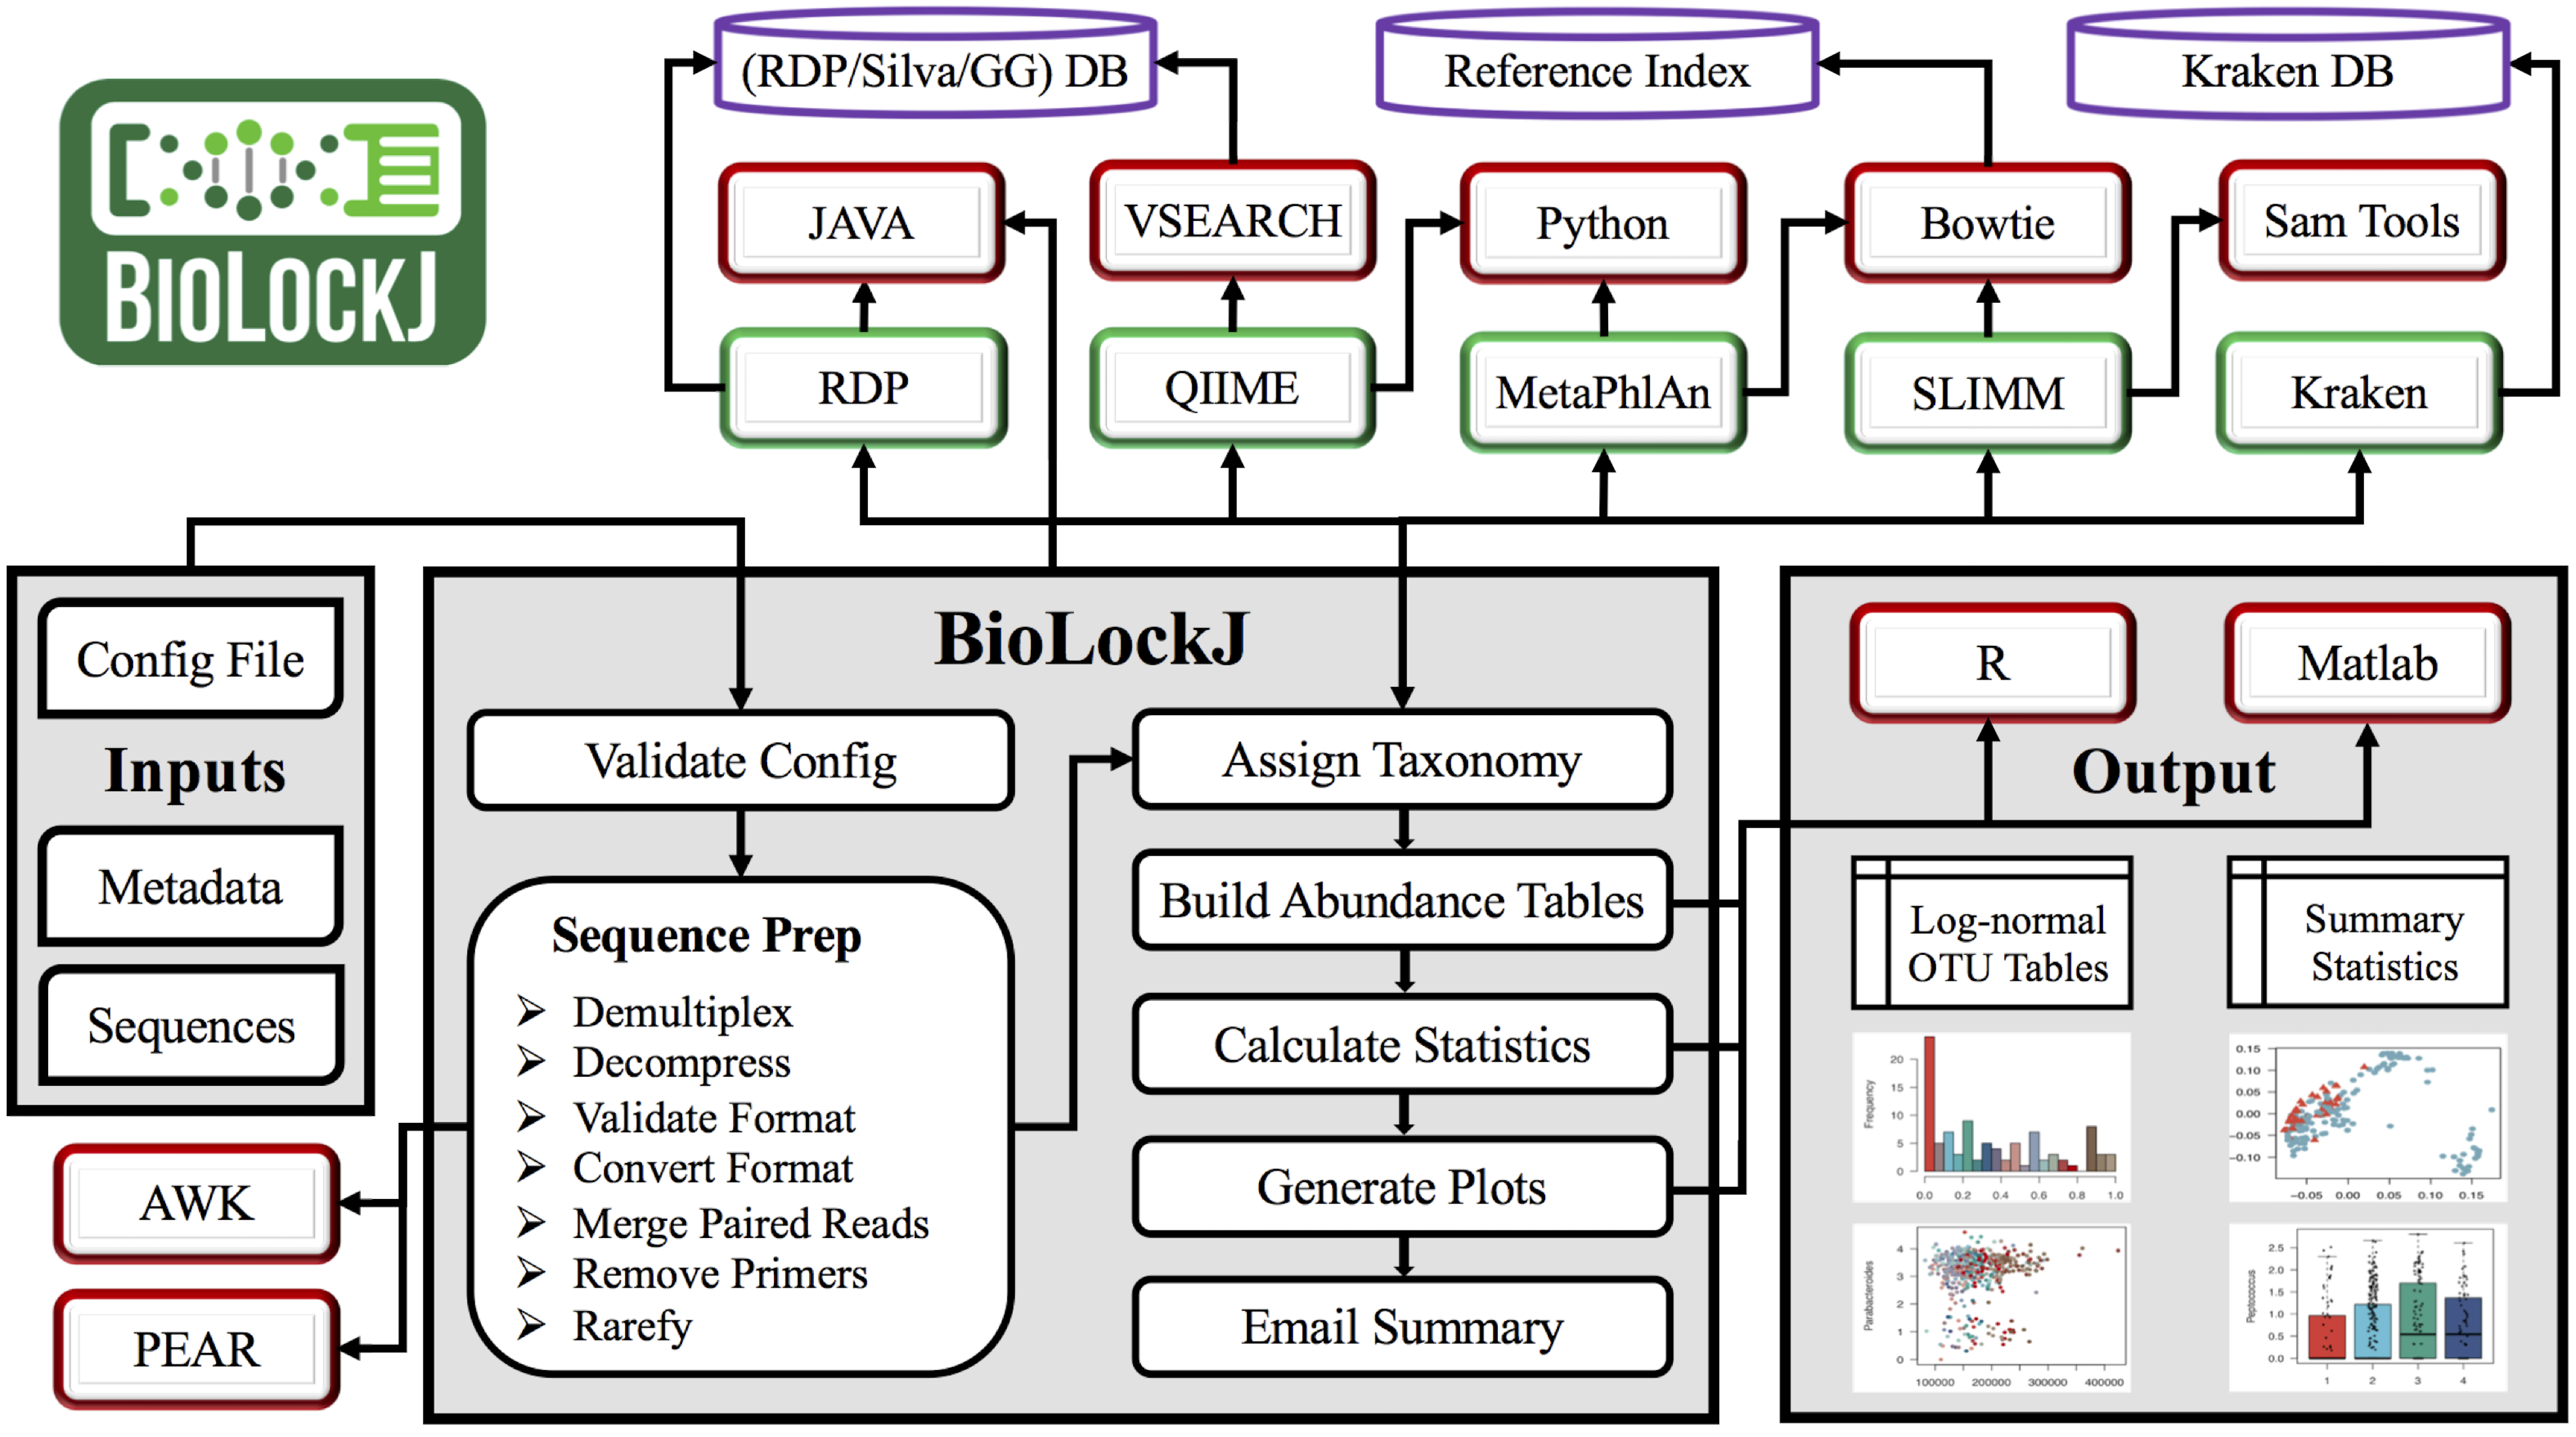 (RDP/Silva/GG) DB
Reference Index
Kraken DB
BIOLOCKJ
JAVA
VSEARCH
Python
Bowtie
Sam Tools
RDP
QIIME
MetaPhlAn
SLIMM
Kraken
Inputs
Config File
Metadata
Sequences
AWK
PEAR
BioLockJ
Validate Config
Sequence Prep
➢ Demultiplex
➢ Decompress
➢ Validate Format
➢ Convert Format
➢ Merge Paired Reads
➢ Remove Primers
➢ Rarefy
Assign Taxonomy
Build Abundance Tables
Calculate Statistics
Generate Plots
Email Summary
R
Matlab
Output
Log-normal
OTU Tables
Summary
Statistics
Frequency
20
15
10
5
0
0.0 0.2 0.4 0.6 0.8 1.0
0.15
0.10
0.05
0.00
−0.05
−0.10
−0.05 0.00 0.05 0.10 0.15
Parabacteroides
4
3
2
1
0
100000 200000 300000 400000
Peptococcus
2.5
2.0
1.5
1.0
0.5
0.0
1 2 3 4